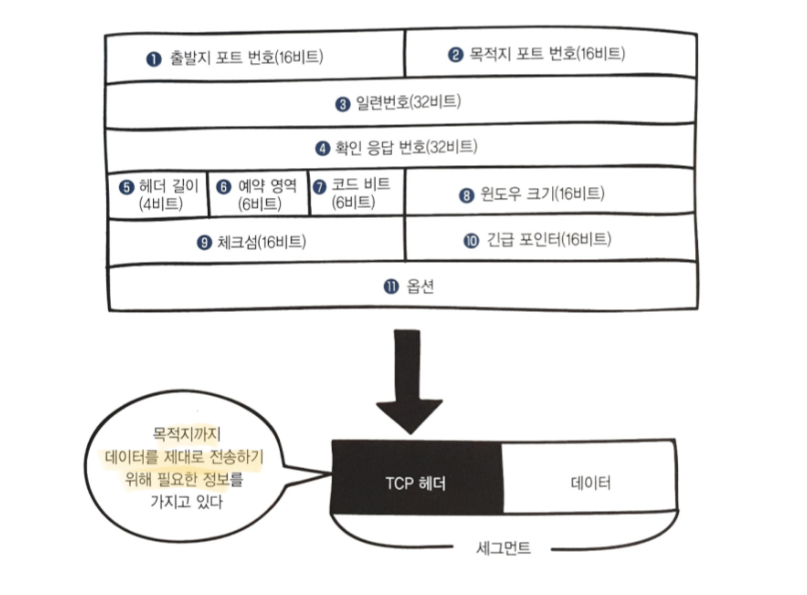 ❶ 출발지 포트 번호(16비트)
❷ 목적지 포트 번호(16비트)
❸ 일련번호(32비트)
❹ 확인 응답 번호(32비트)
❺ 헤더 길이
(4비트)
❻ 예약 영역
(6비트)
❼ 코드 비트
(6비트)
❽ 윈도우 크기(16비트)
❾ 체크섬(16비트)
❿ 긴급 포인터(16비트)
⓫ 옵션
목적지까지
데이터를 제대로 전송하기
위해 필요한 정보를
가지고 있다
TCP 헤더
데이터
세그먼트